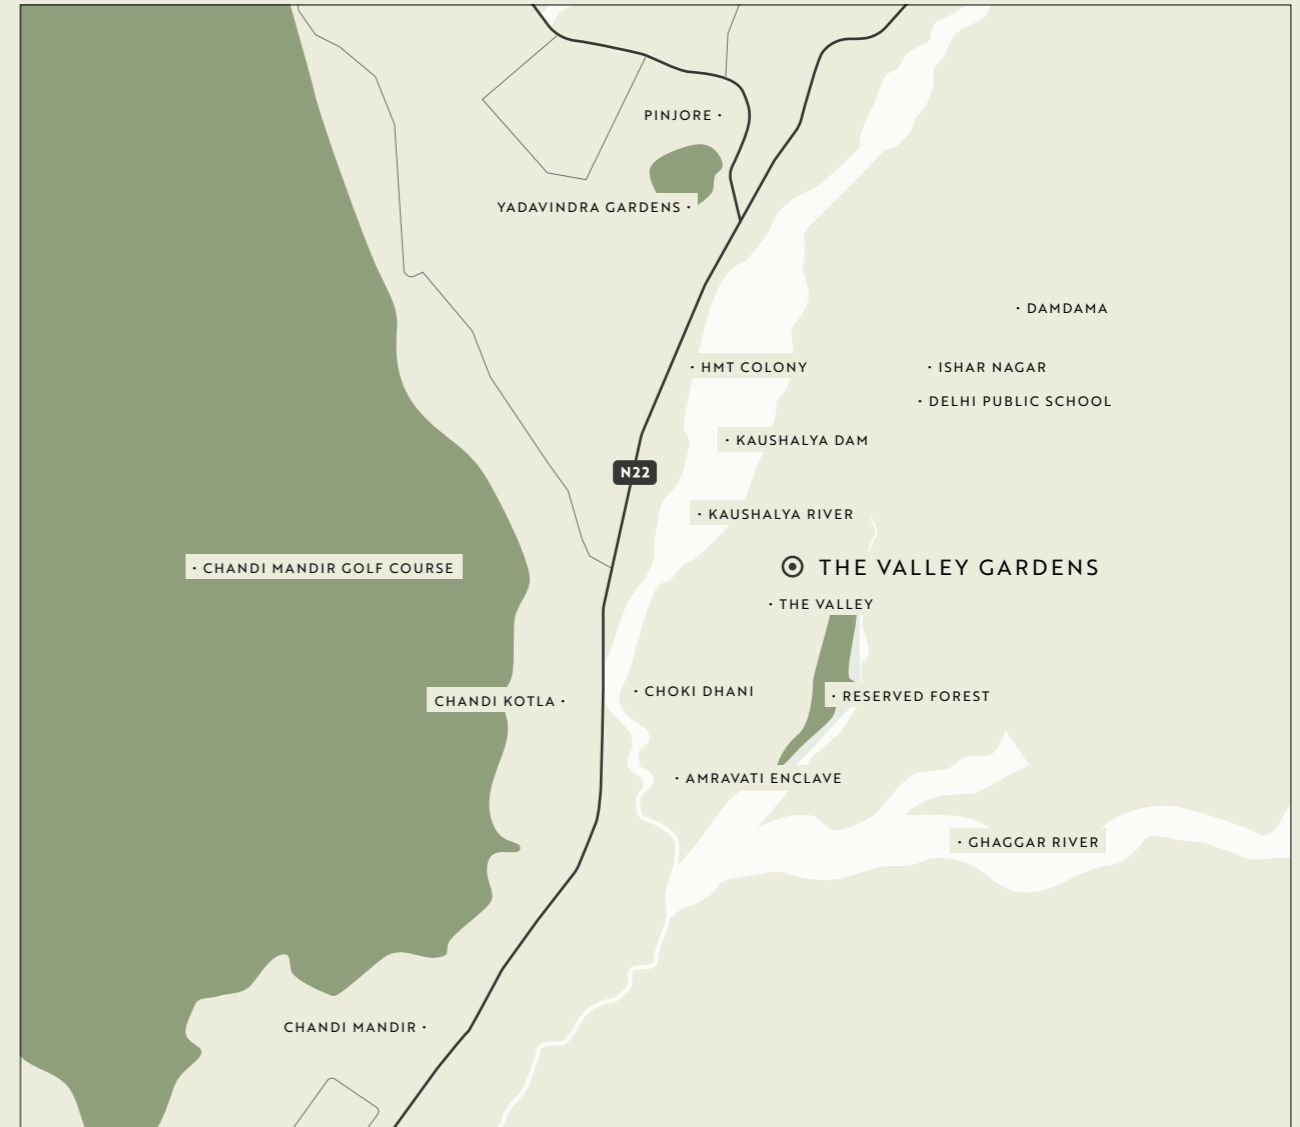 PINJORE
YADAVINDRA GARDENS
DAMDAMA
HMT COLONY
ISHAR NAGAR
DELHI PUBLIC SCHOOL
KAUSHALYA DAM
N22
KAUSHALYA RIVER
CHANDI MANDIR GOLF COURSE
THE VALLEY GARDENS
THE VALLEY
CHOKI DHANI
RESERVED FOREST
CHANDI KOTLA
AMRAVATI ENCLAVE
GHAGGAR RIVER
CHANDI MANDIR